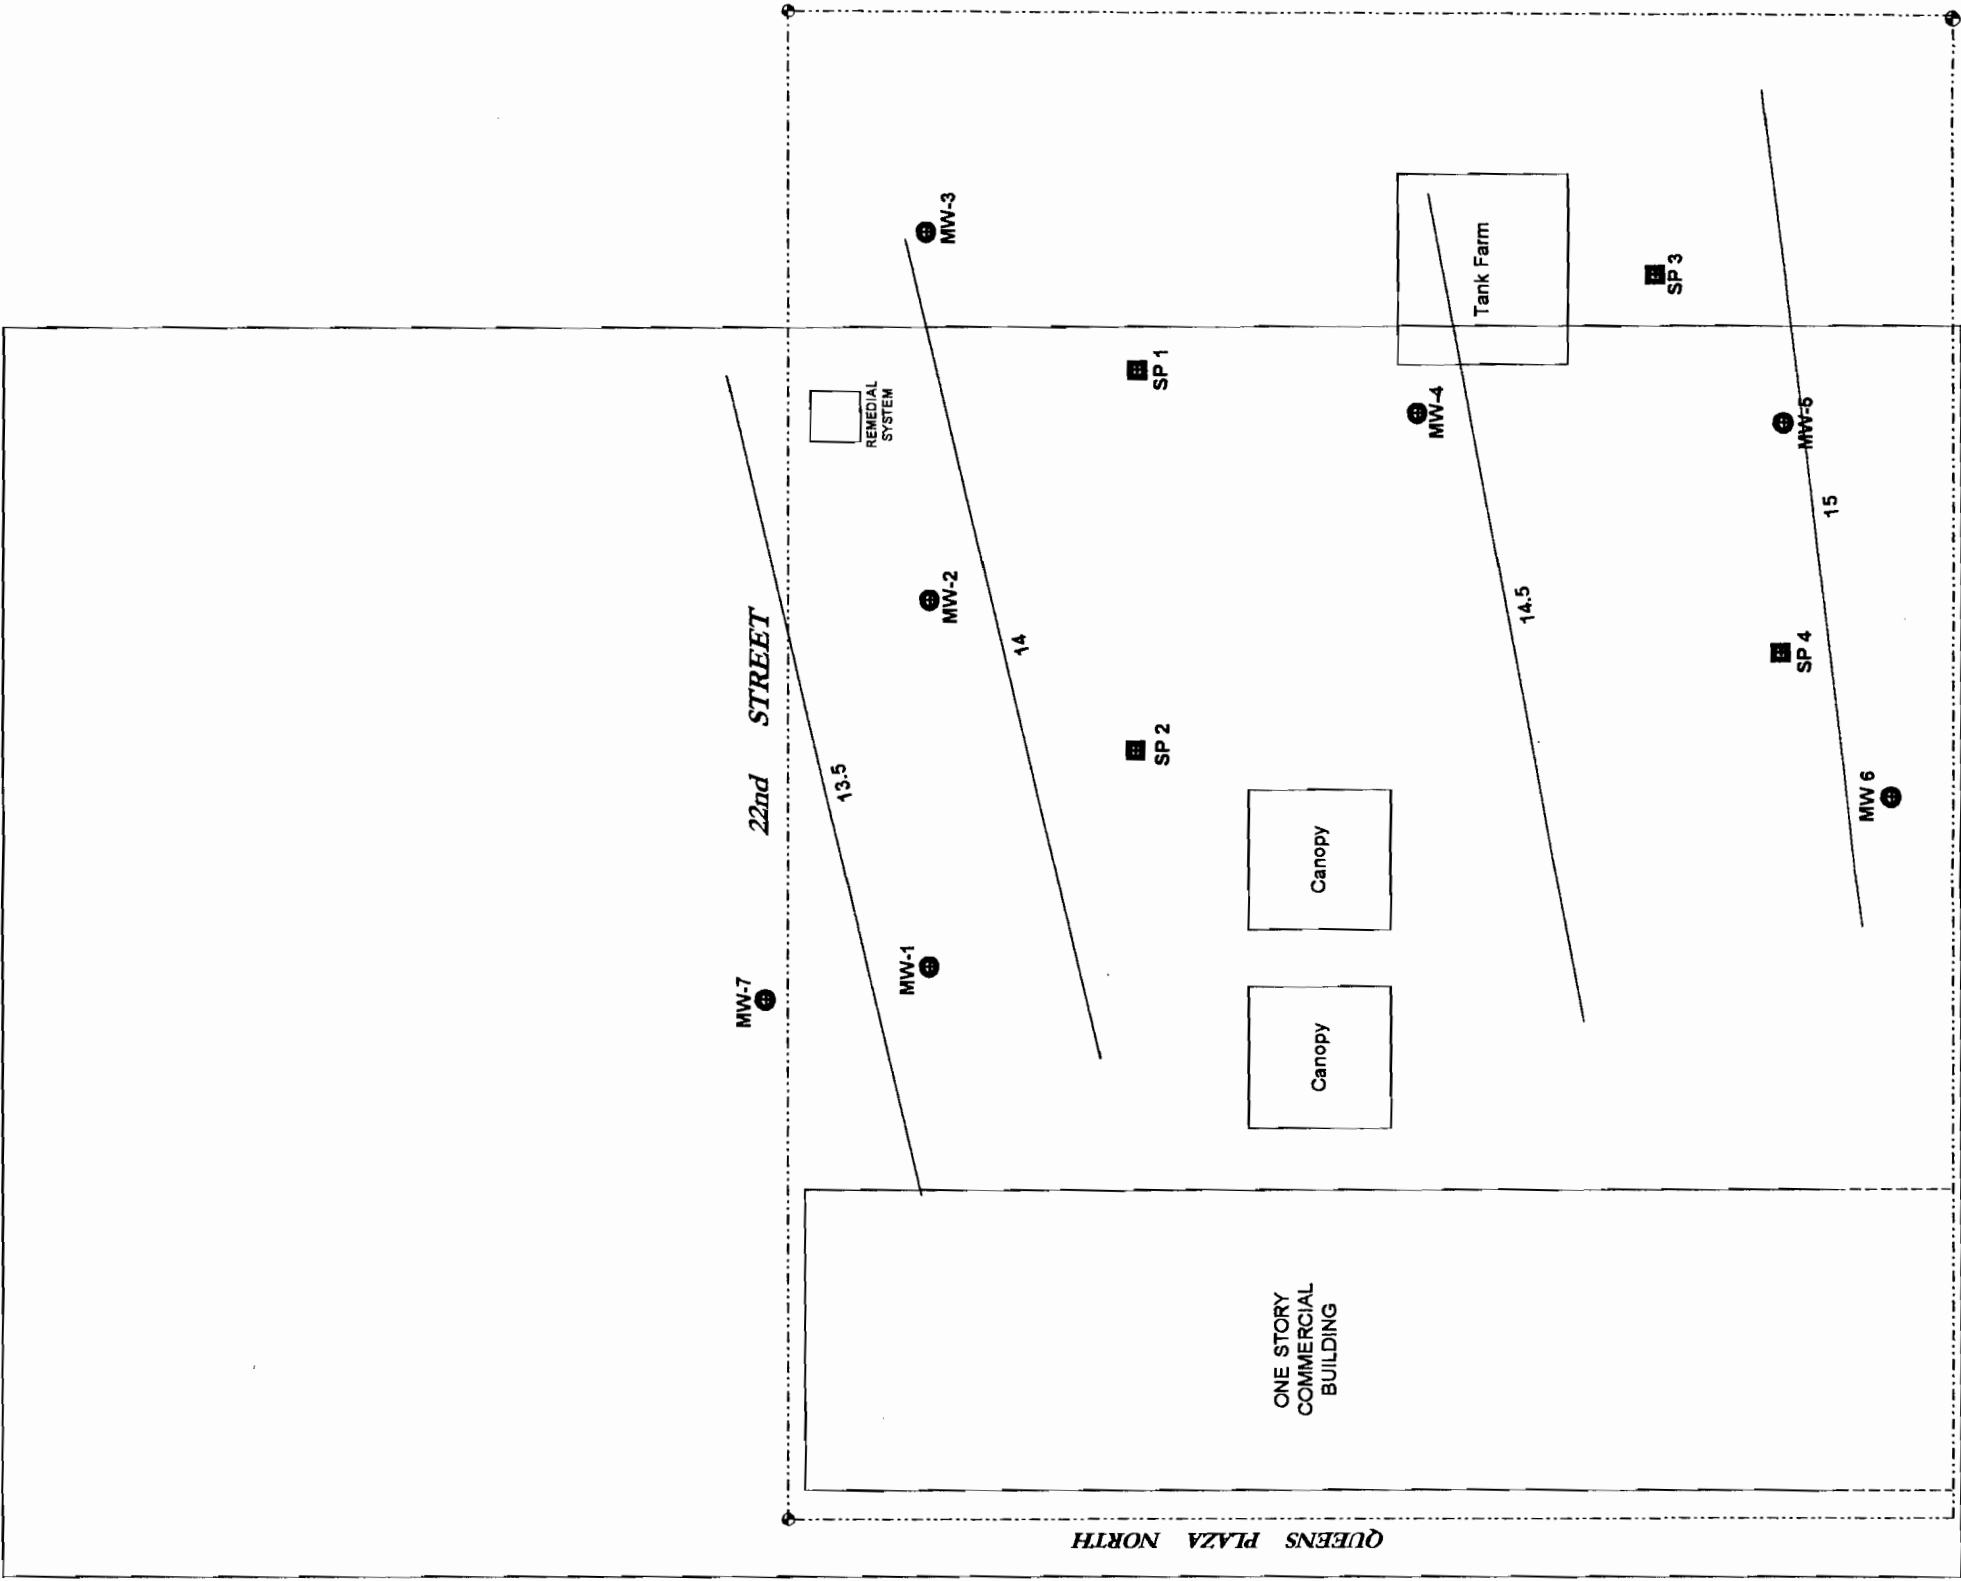 MW-3
Tank Farm
SP 3
SP 1
REMEDIAL
SYSTEM
MW-4
MW-5
15
MW-2
14
14.5
SP 4
22nd STREET
13.5
SP 2
MW 6
Canopy
MW-1
MW-7
Canopy
ONE STORY
COMMERCIAL
BUILDING
QUEENS PLAZA NORTH